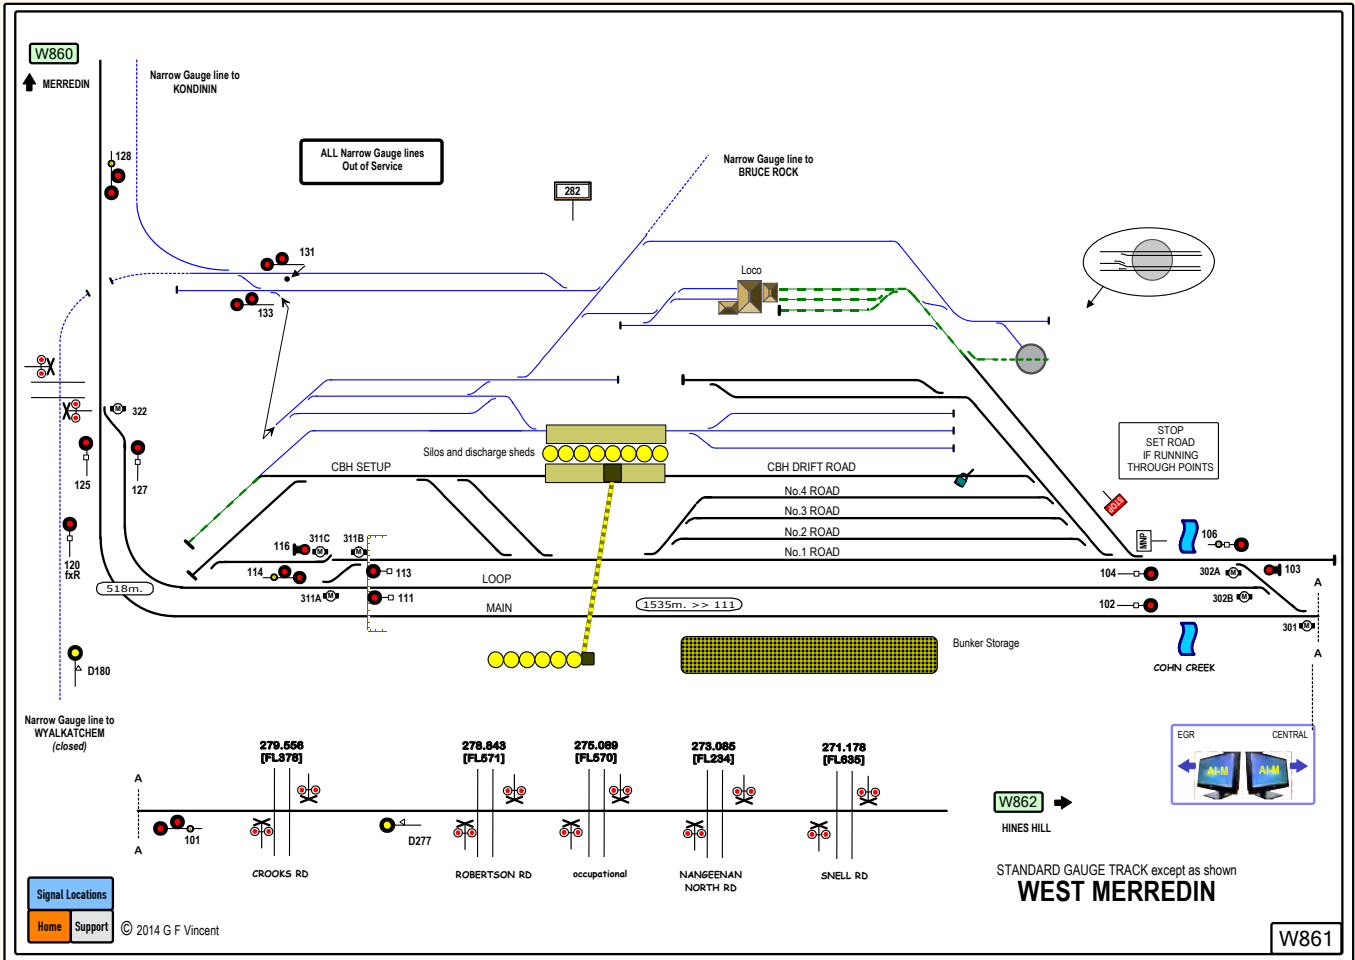 W860
MERREDIN
Narrow Gauge line to
KONDININ
128
ALL Narrow Gauge lines
Out of Service
282
Narrow Gauge line to
BRUCE ROCK
131
133
Loco
322
125
127
120
fxR
518m.
D180
Narrow Gauge line to
WYALKATCHEM
(closed)
Silos and discharge sheds
CBH SETUP
CBH DRIFT ROAD
No.4 ROAD
No.3 ROAD
No.2 ROAD
No.1 ROAD
STOP
SET ROAD
IF RUNNING
THROUGH POINTS
STOP
MNP
106
116
311C
311B
114
311A
113
111
LOOP
MAIN
1535m. >> 111
104
102
302A
302B
103
301
A
A
M
M
M
M
M
M
M
Bunker Storage
COHN CREEK
EGR
CENTRAL
AI-M
AI-M
279.556
[FL378]
278.843
[FL571]
275.089
[FL570]
273.085
[FL234]
271.178
[FL635]
A
A
101
D277
CROOKS RD
ROBERTSON RD
occupational
NANGEENAN
NORTH RD
SNELL RD
W862
HINES HILL
STANDARD GAUGE TRACK except as shown
WEST MERREDIN
Signal Locations
Home
Support
© 2014 G F Vincent
W861